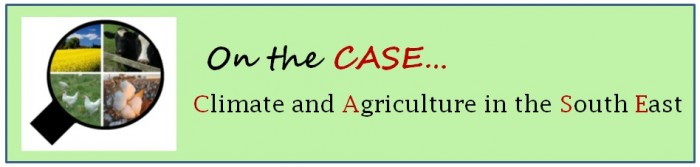 On the CASE...
Climate and Agriculture in the South East